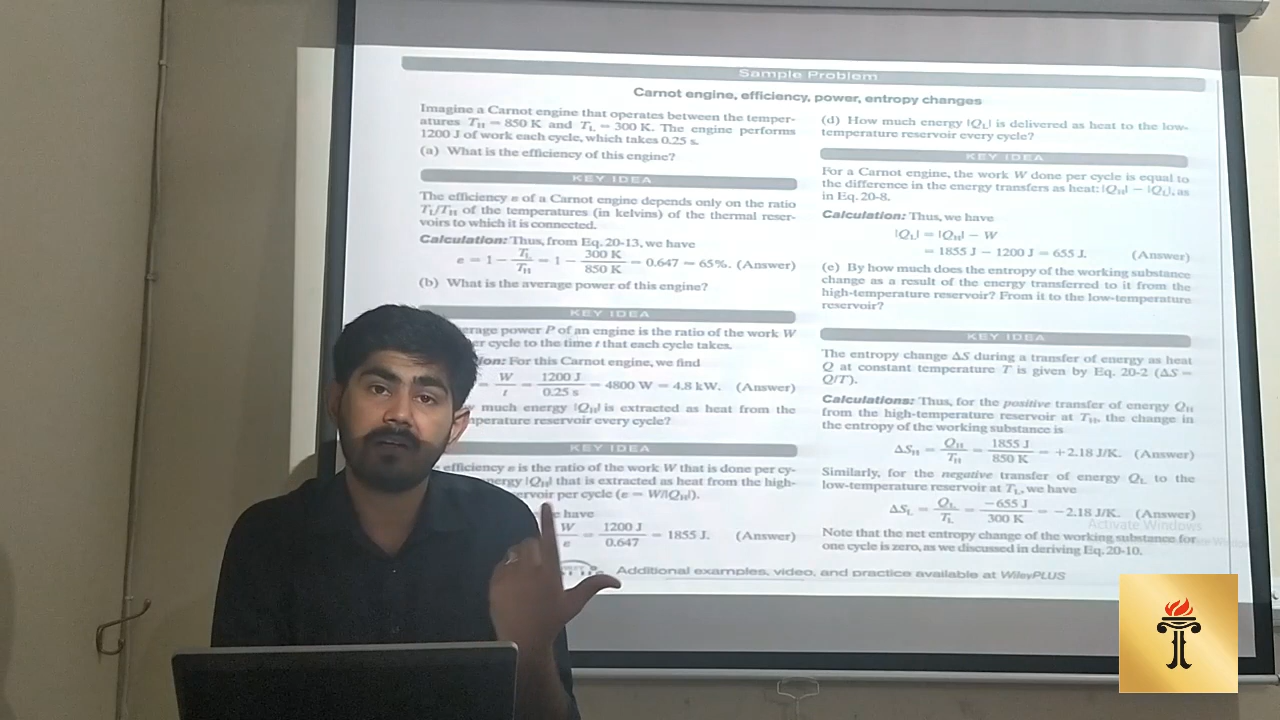 Sample Problem
Carnot engine, efficiency, power, entropy changes
Imagine a Carnot engine that operates between the temper-
atures T_H = 850 K and T_L = 300 K. The engine performs
1200 J of work each cycle, which takes 0.25 s.
(a) What is the efficiency of this engine?
KEY IDEA
The efficiency ε of a Carnot engine depends only on the ratio
T_L/T_H of the temperatures (in kelvins) of the thermal reser-
voirs to which it is connected.
Calculation: Thus, from Eq. 20-13, we have
ε = 1 − T_L/T_H = 1 − 300 K/850 K = 0.647 ≈ 65%. (Answer)
(b) What is the average power of this engine?
KEY IDEA
erage power P of an engine is the ratio of the work W
er cycle to the time t that each cycle takes.
ion: For this Carnot engine, we find
= W/t = 1200 J/0.25 s = 4800 W = 4.8 kW. (Answer)
much energy |Q_H| is extracted as heat from the
perature reservoir every cycle?
KEY IDEA
efficiency ε is the ratio of the work W that is done per cy-
nergy |Q_H| that is extracted as heat from the high-
ervoir per cycle (ε = W/|Q_H|).
e have
W/ε = 1200 J/0.647 = 1855 J. (Answer)
(d) How much energy |Q_L| is delivered as heat to the low-
temperature reservoir every cycle?
KEY IDEA
For a Carnot engine, the work W done per cycle is equal to
the difference in the energy transfers as heat: |Q_H| − |Q_L|, as
in Eq. 20-8.
Calculation: Thus, we have
|Q_L| = |Q_H| − W
= 1855 J − 1200 J = 655 J. (Answer)
(e) By how much does the entropy of the working substance
change as a result of the energy transferred to it from the
high-temperature reservoir? From it to the low-temperature
reservoir?
KEY IDEA
The entropy change ΔS during a transfer of energy as heat
Q at constant temperature T is given by Eq. 20-2 (ΔS =
Q/T).
Calculations: Thus, for the positive transfer of energy Q_H
from the high-temperature reservoir at T_H, the change in
the entropy of the working substance is
ΔS_H = Q_H/T_H = 1855 J/850 K = +2.18 J/K. (Answer)
Similarly, for the negative transfer of energy Q_L to the
low-temperature reservoir at T_L, we have
ΔS_L = Q_L/T_L = −655 J/300 K = −2.18 J/K. (Answer)
Activate Windows
Note that the net entropy change of the working substance for
one cycle is zero, as we discussed in deriving Eq. 20-10.
Additional examples, video, and practice available at WileyPLUS